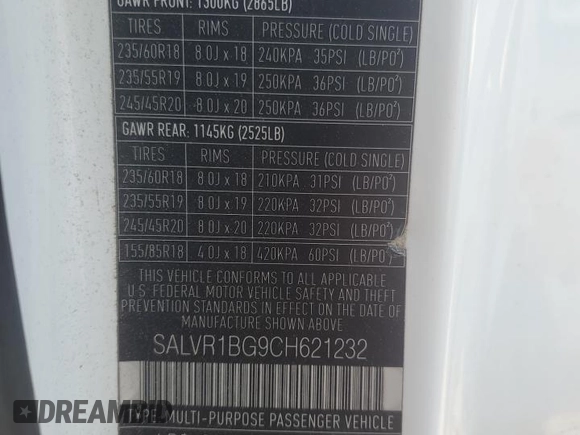 GAWR FRONT: 1300KG (2865LB)
TIRES RIMS PRESSURE (COLD SINGLE)
235/60R18 8.0J x 18 240KPA 35PSI (LB/PO²)
235/55R19 8.0J x 19 250KPA 36PSI (LB/PO²)
245/45R20 8.0J x 20 250KPA 36PSI (LB/PO²)
GAWR REAR: 1145KG (2525LB)
TIRES RIMS PRESSURE (COLD SINGLE)
235/60R18 8.0J x 18 210KPA 31PSI (LB/PO²)
235/55R19 8.0J x 19 220KPA 32PSI (LB/PO²)
245/45R20 8.0J x 20 220KPA 32PSI (LB/PO²)
155/85R18 4.0J x 18 420KPA 60PSI (LB/PO²)
THIS VEHICLE CONFORMS TO ALL APPLICABLE
U.S. FEDERAL MOTOR VEHICLE SAFETY AND THEFT
PREVENTION STANDARDS IN EFFECT ON THE DATE OF
MANUFACTURE SHOWN ABOVE
SALVR1BG9CH621232
TYPE: MULTI-PURPOSE PASSENGER VEHICLE